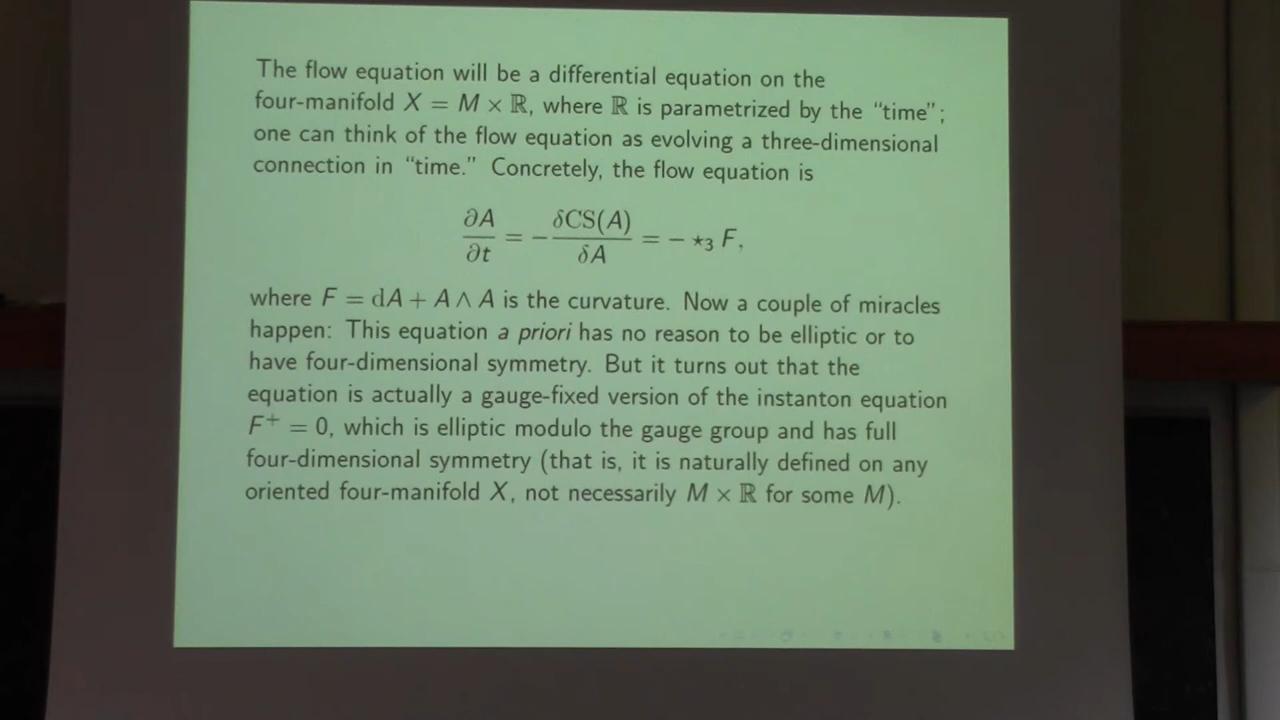 The flow equation will be a differential equation on the
four-manifold X = M × ℝ, where ℝ is parametrized by the “time”;
one can think of the flow equation as evolving a three-dimensional
connection in “time.” Concretely, the flow equation is
∂A/∂t = −δCS(A)/δA = − ⋆₃ F,
where F = dA + A ∧ A is the curvature. Now a couple of miracles
happen: This equation a priori has no reason to be elliptic or to
have four-dimensional symmetry. But it turns out that the
equation is actually a gauge-fixed version of the instanton equation
F⁺ = 0, which is elliptic modulo the gauge group and has full
four-dimensional symmetry (that is, it is naturally defined on any
oriented four-manifold X, not necessarily M × ℝ for some M).